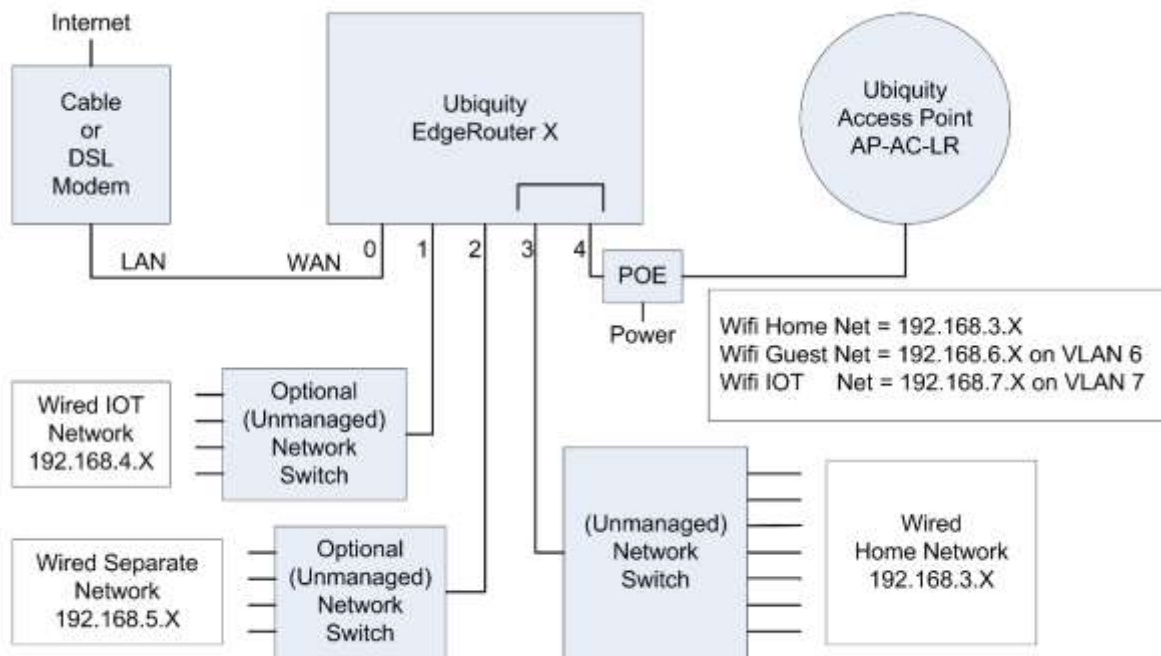 Internet
Cable
or
DSL
Modem
Ubiquity
EdgeRouter X
Ubiquity
Access Point
AP-AC-LR
LAN
WAN
0
1
2
3
4
POE
Power
Wifi Home Net = 192.168.3.X
Wifi Guest Net = 192.168.6.X on VLAN 6
Wifi IOT Net = 192.168.7.X on VLAN 7
Wired IOT
Network
192.168.4.X
Optional
(Unmanaged)
Network
Switch
Wired Separate
Network
192.168.5.X
Optional
(Unmanaged)
Network
Switch
(Unmanaged)
Network
Switch
Wired
Home Network
192.168.3.X